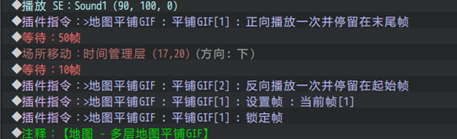 ◆播放 SE：Sound1 (90, 100, 0)
◆插件指令：>地图平铺GIF : 平铺GIF[1] : 正向播放一次并停留在末尾帧
◆等待：50帧
◆场所移动：时间管理层 (17,20)(方向: 下)
◆等待：10帧
◆插件指令：>地图平铺GIF : 平铺GIF[2] : 反向播放一次并停留在起始帧
◆插件指令：>地图平铺GIF : 平铺GIF[1] : 设置帧 : 当前帧[1]
◆插件指令：>地图平铺GIF : 平铺GIF[1] : 锁定帧
◆注释：【地图 - 多层地图平铺GIF】